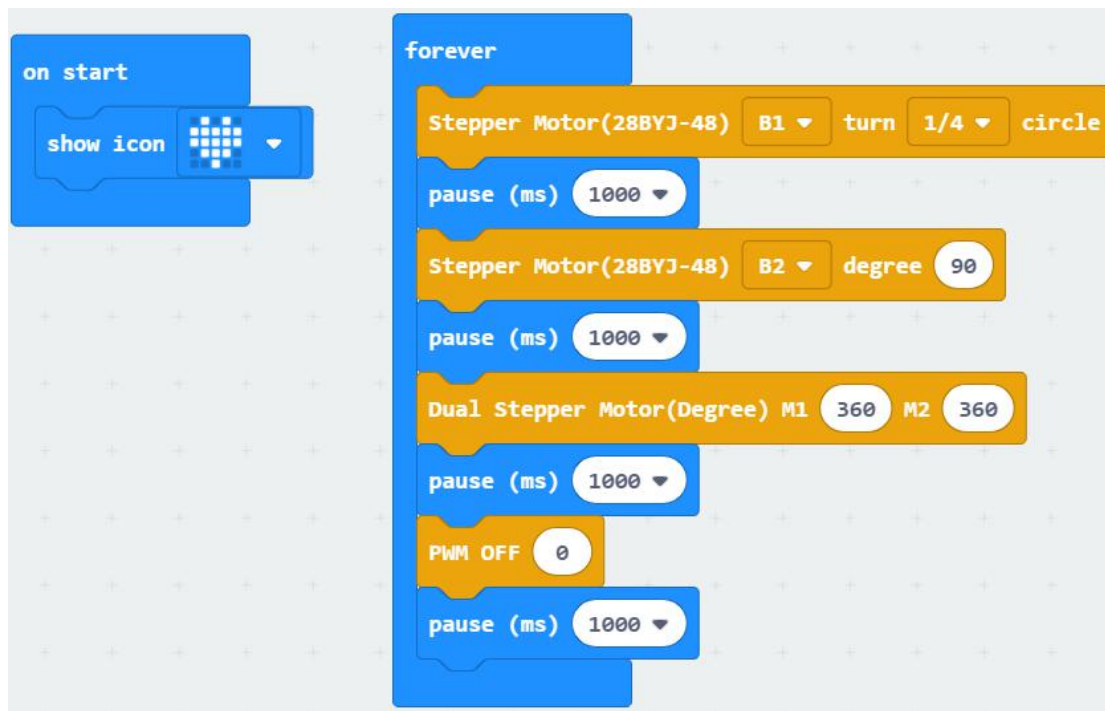 on start
show icon
forever
Stepper Motor(28BYJ-48) B1 turn 1/4 circle
pause (ms) 1000
Stepper Motor(28BYJ-48) B2 degree 90
pause (ms) 1000
Dual Stepper Motor(Degree) M1 360 M2 360
pause (ms) 1000
PWM OFF 0
pause (ms) 1000